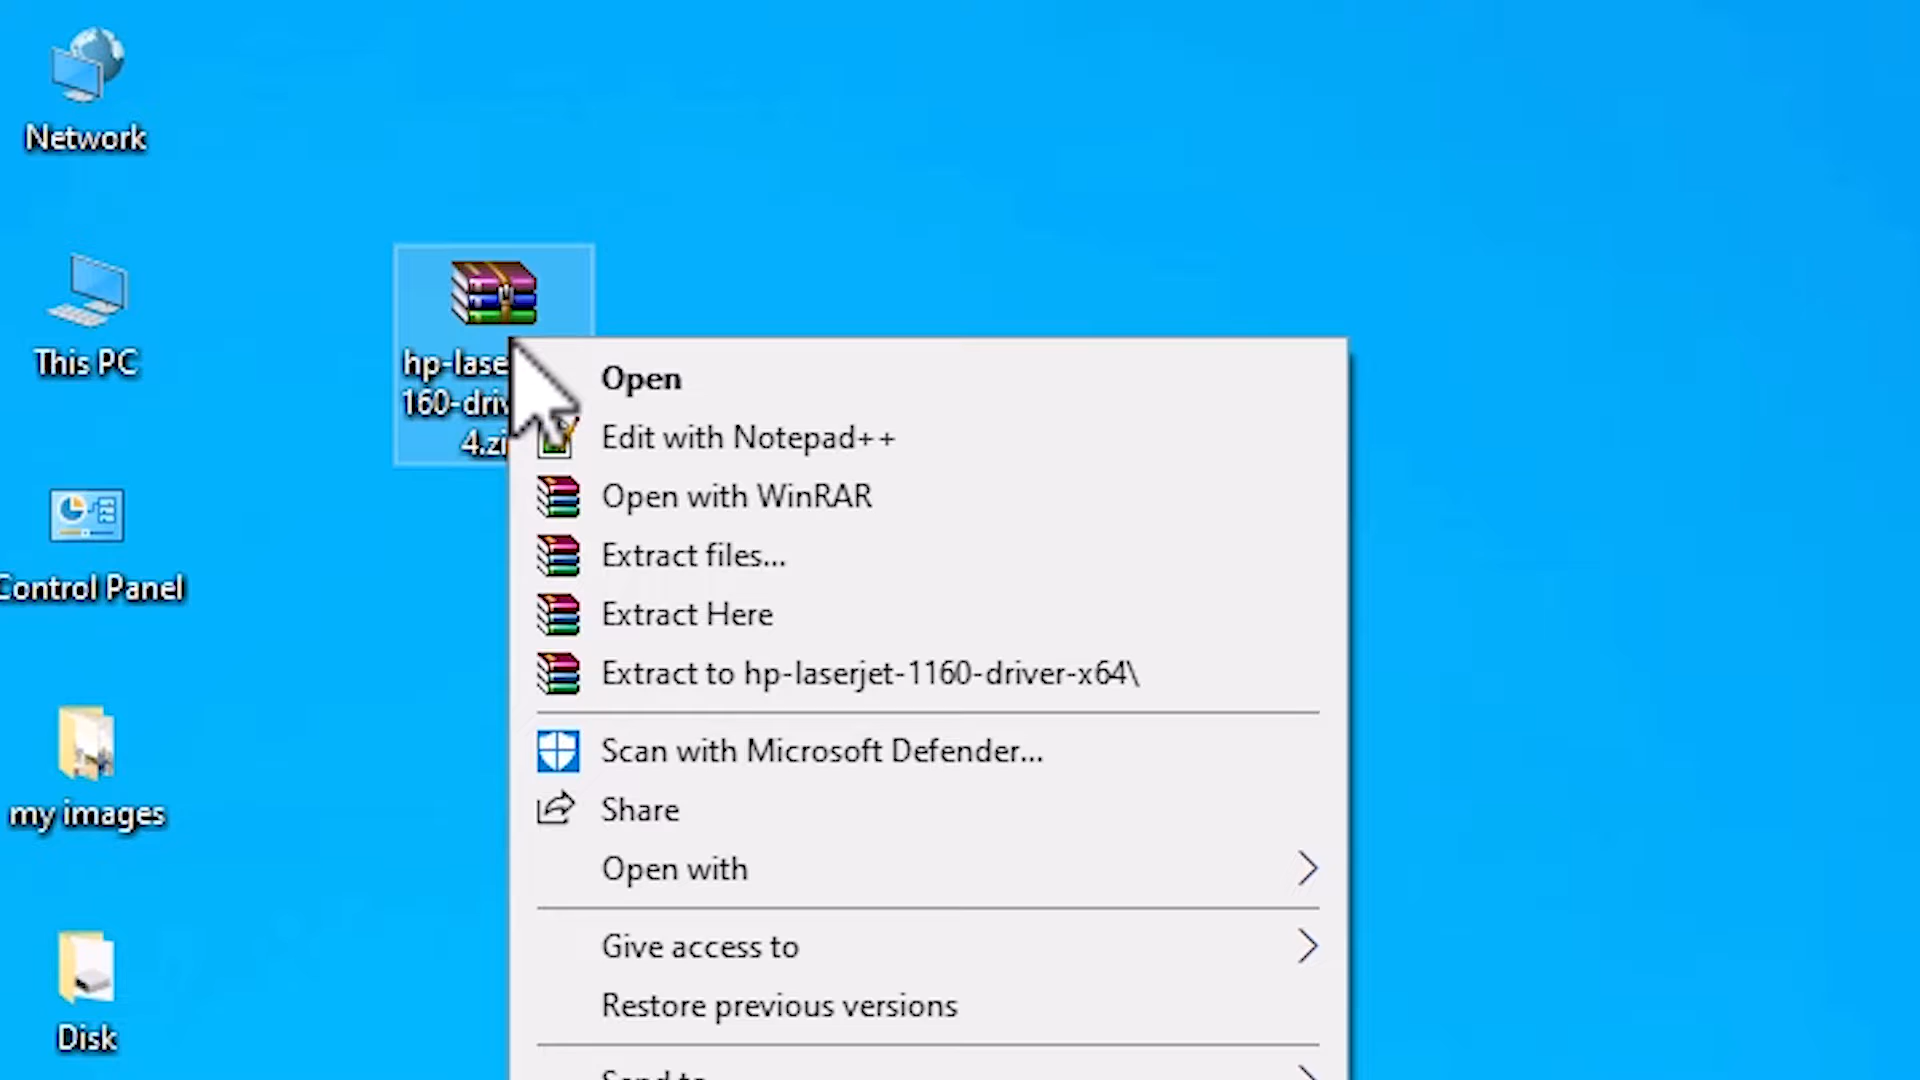 Network
This PC
Control Panel
my images
Disk
hp-lase
160-driv
4.zi
Open
Edit with Notepad++
Open with WinRAR
Extract files...
Extract Here
Extract to hp-laserjet-1160-driver-x64\
Scan with Microsoft Defender...
Share
Open with
Give access to
Restore previous versions
Send to